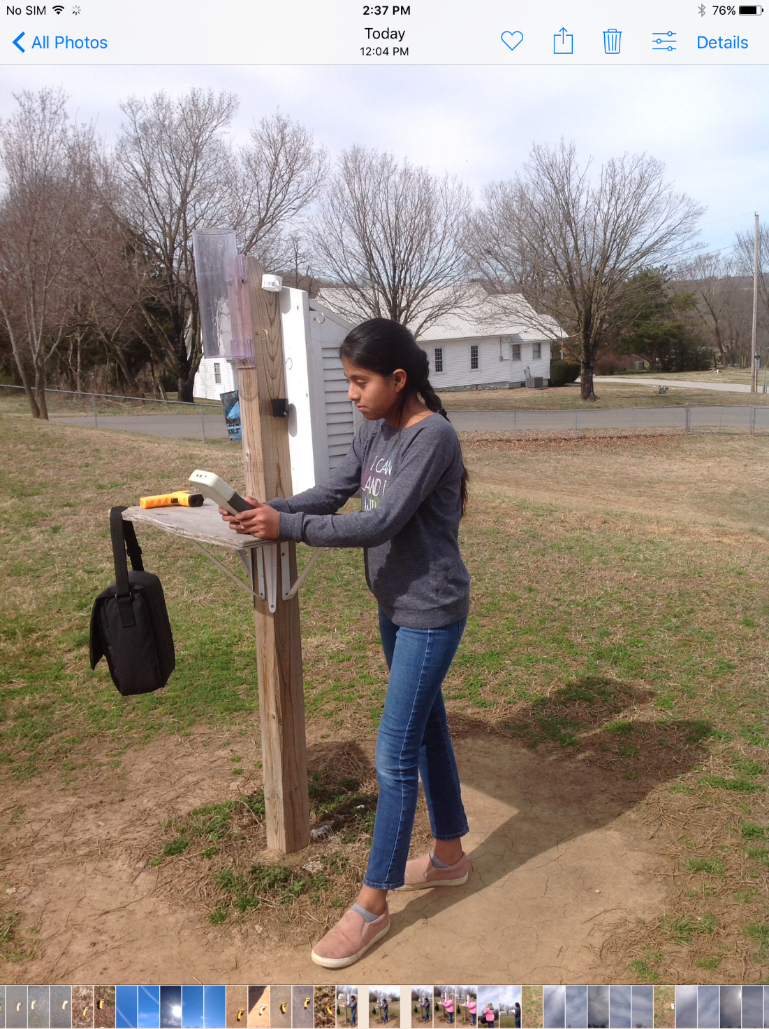 No SIM
2:37 PM
76%
All Photos
Today
12:04 PM
Details
I CAN